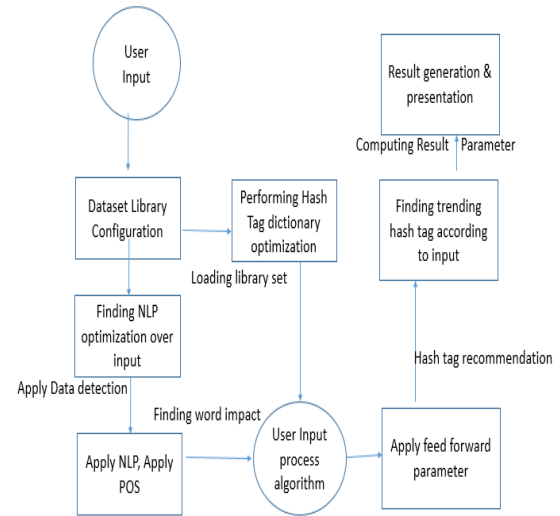 User
Input
Dataset Library
Configuration
Performing Hash
Tag dictionary
optimization
Loading library set
Finding NLP
optimization over
input
Apply Data detection
Apply NLP, Apply
POS
Finding word impact
User Input
process
algorithm
Apply feed forward
parameter
Hash tag recommendation
Finding trending
hash tag according
to input
Computing Result
Parameter
Result generation &
presentation